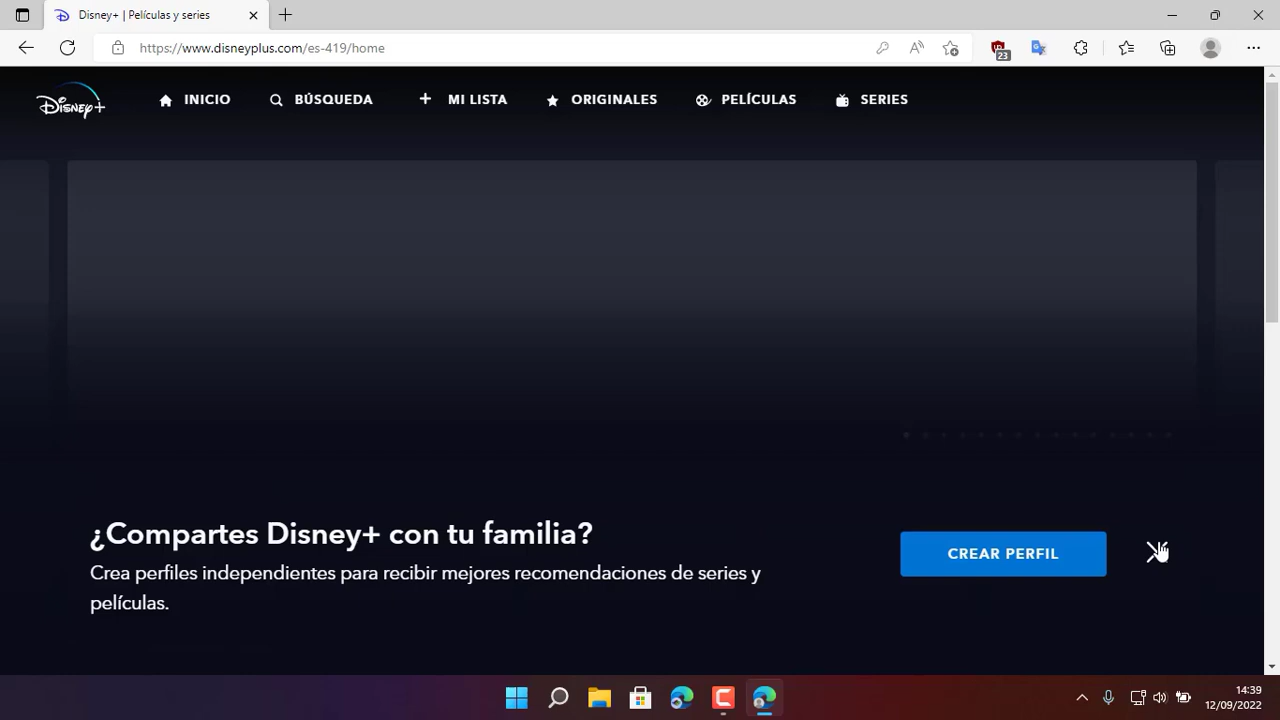 Disney+ | Películas y series
https://www.disneyplus.com/es-419/home
23
Disney+
INICIO
BÚSQUEDA
MI LISTA
ORIGINALES
PELÍCULAS
SERIES
¿Compartes Disney+ con tu familia?
Crea perfiles independientes para recibir mejores recomendaciones de series y
películas.
CREAR PERFIL
14:39
12/09/2022